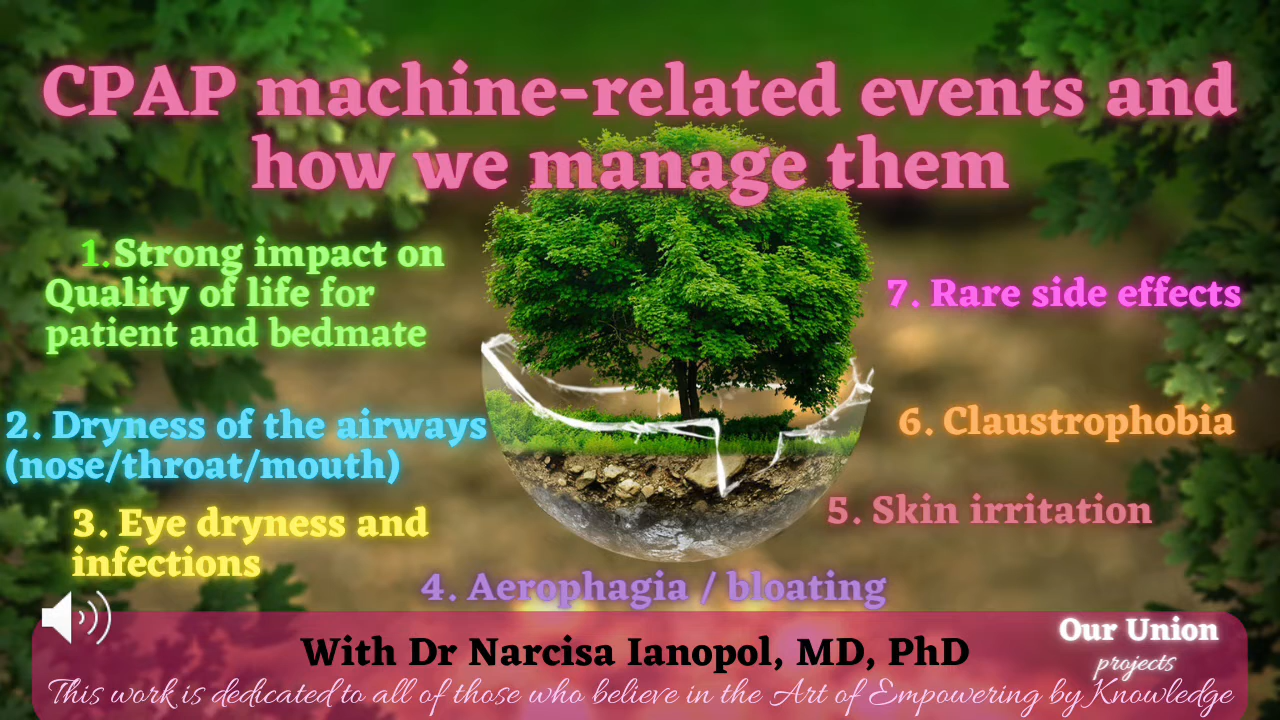 CPAP machine-related events and
how we manage them
1.Strong impact on
Quality of life for
patient and bedmate
2. Dryness of the airways
(nose/throat/mouth)
3. Eye dryness and
infections
4. Aerophagia / bloating
5. Skin irritation
6. Claustrophobia
7. Rare side effects
With Dr Narcisa Ianopol, MD, PhD
Our Union
projects
This work is dedicated to all of those who believe in the Art of Empowering by Knowledge